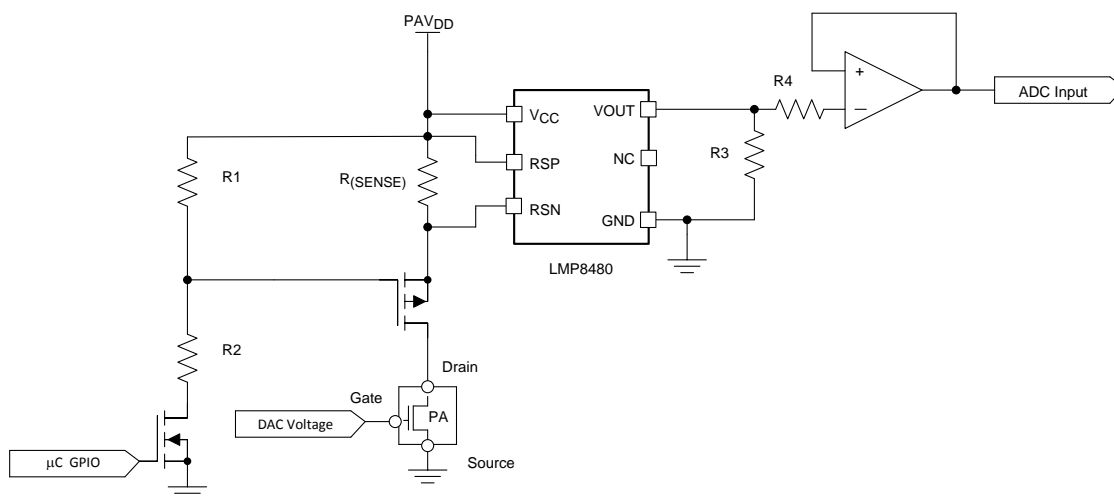 PAVDD
R4
+
−
ADC Input
VCC
VOUT
R1
R(SENSE)
RSP
NC
R3
RSN
GND
LMP8480
R2
Drain
Gate
PA
DAC Voltage
Source
µC GPIO